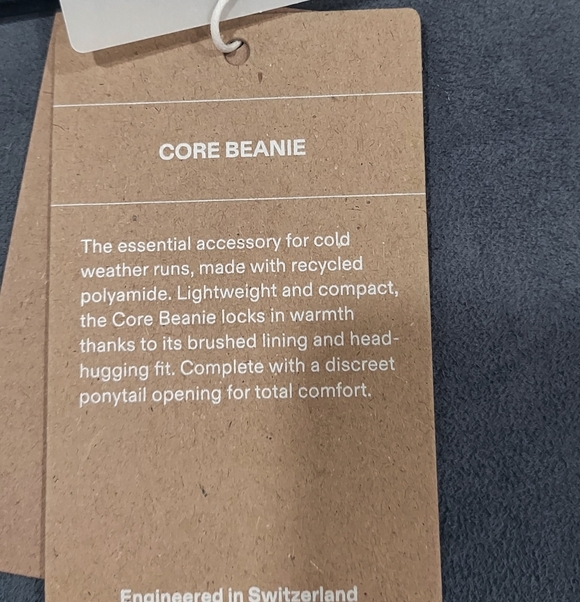 CORE BEANIE
The essential accessory for cold
weather runs, made with recycled
polyamide. Lightweight and compact,
the Core Beanie locks in warmth
thanks to its brushed lining and head-
hugging fit. Complete with a discreet
ponytail opening for total comfort.
Engineered in Switzerland